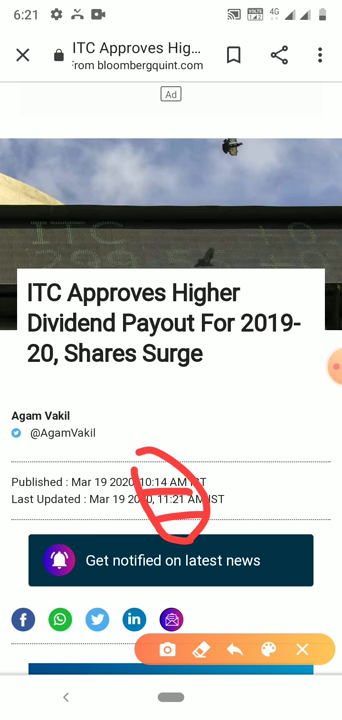 6:21
VOLTE
4G
ITC Approves Hig...
From bloombergquint.com
Ad
ITC
ITC Approves Higher
Dividend Payout For 2019-
20, Shares Surge
Agam Vakil
@AgamVakil
Published : Mar 19 2020, 10:14 AM IST
Last Updated : Mar 19 2020, 11:21 AM IST
Get notified on latest news